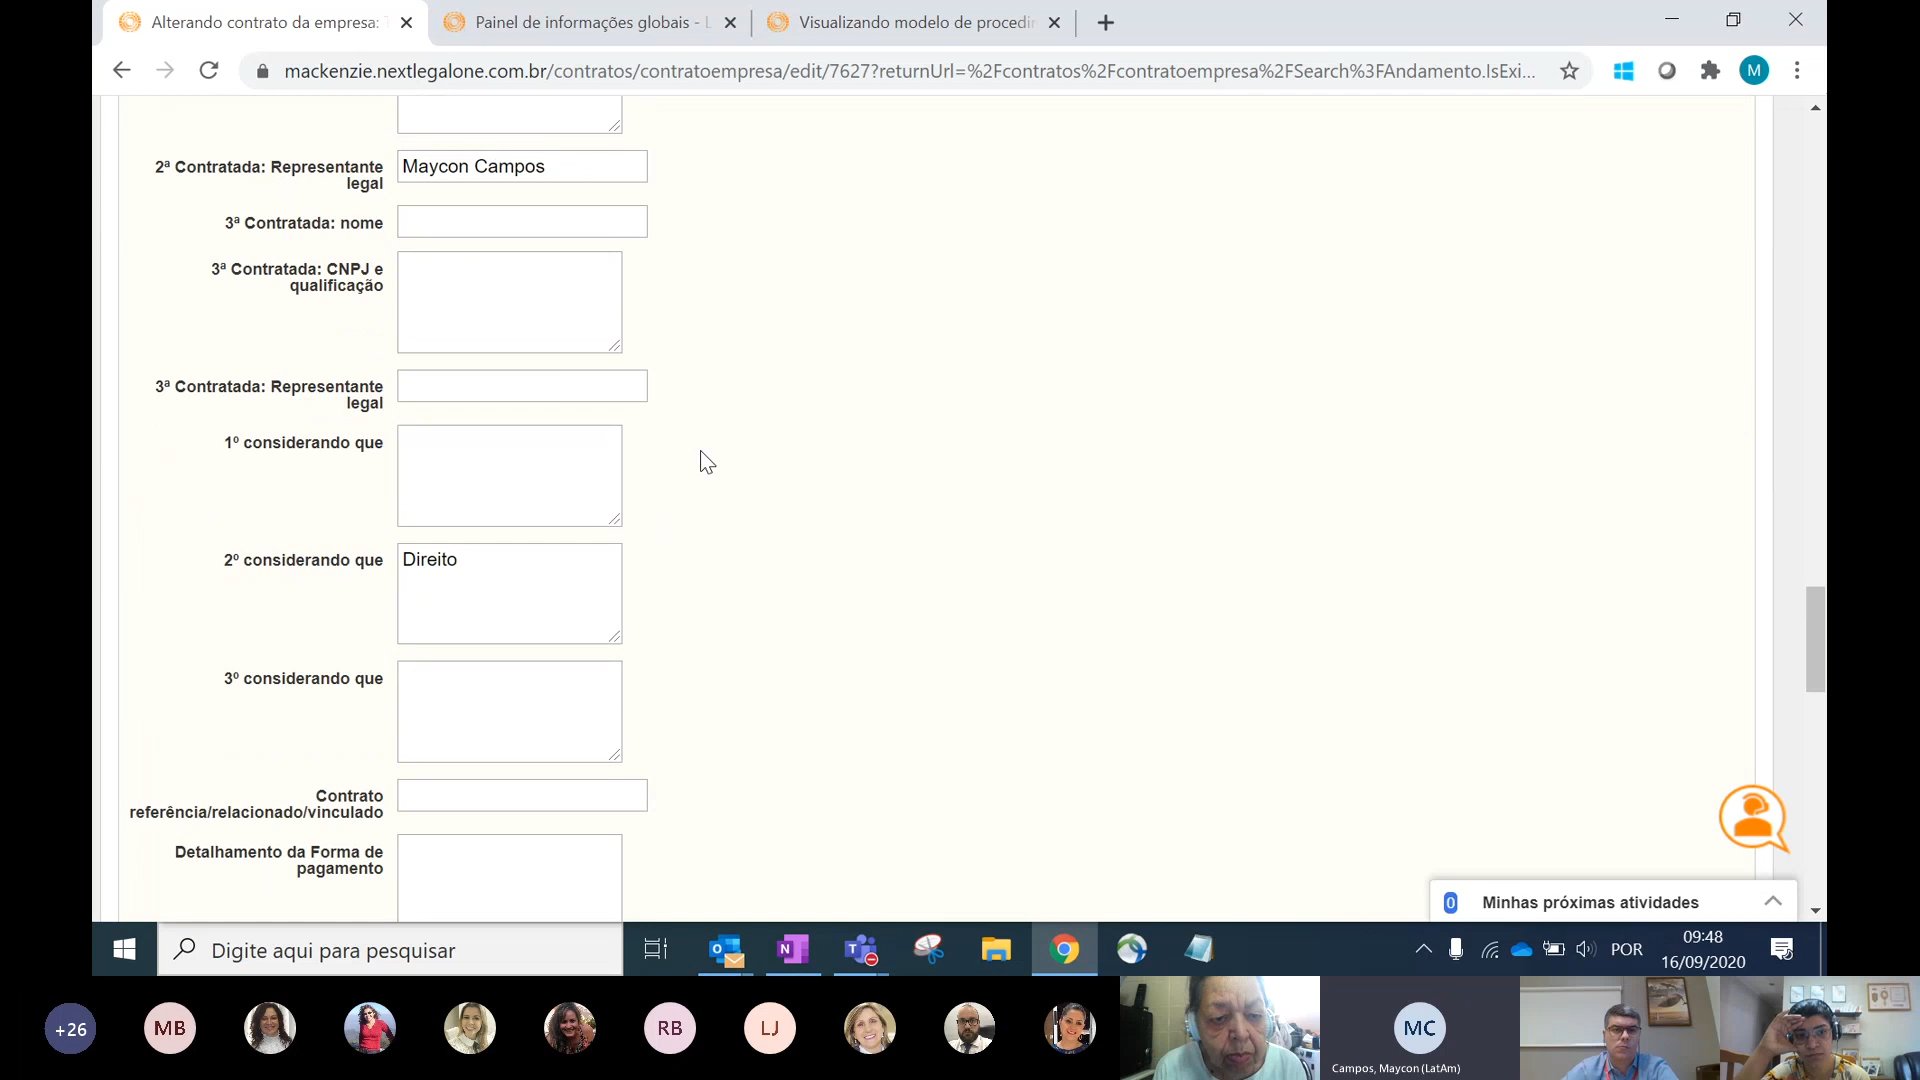 Alterando contrato da empresa:
Painel de informações globais -
Visualizando modelo de procedi
mackenzie.nextlegalone.com.br/contratos/contratoempresa/edit/7627?returnUrl=%2Fcontratos%2Fcontratoempresa%2FSearch%3FAndamento.IsExi...
M
2ª Contratada: Representante
legal
Maycon Campos
3ª Contratada: nome
3ª Contratada: CNPJ e
qualificação
3ª Contratada: Representante
legal
1º considerando que
2º considerando que
Direito
3º considerando que
Contrato
referência/relacionado/vinculado
Detalhamento da Forma de
pagamento
0 Minhas próximas atividades
Digite aqui para pesquisar
POR
09:48
16/09/2020
+26
MB
RB
LJ
MC
Campos, Maycon (LatAm)